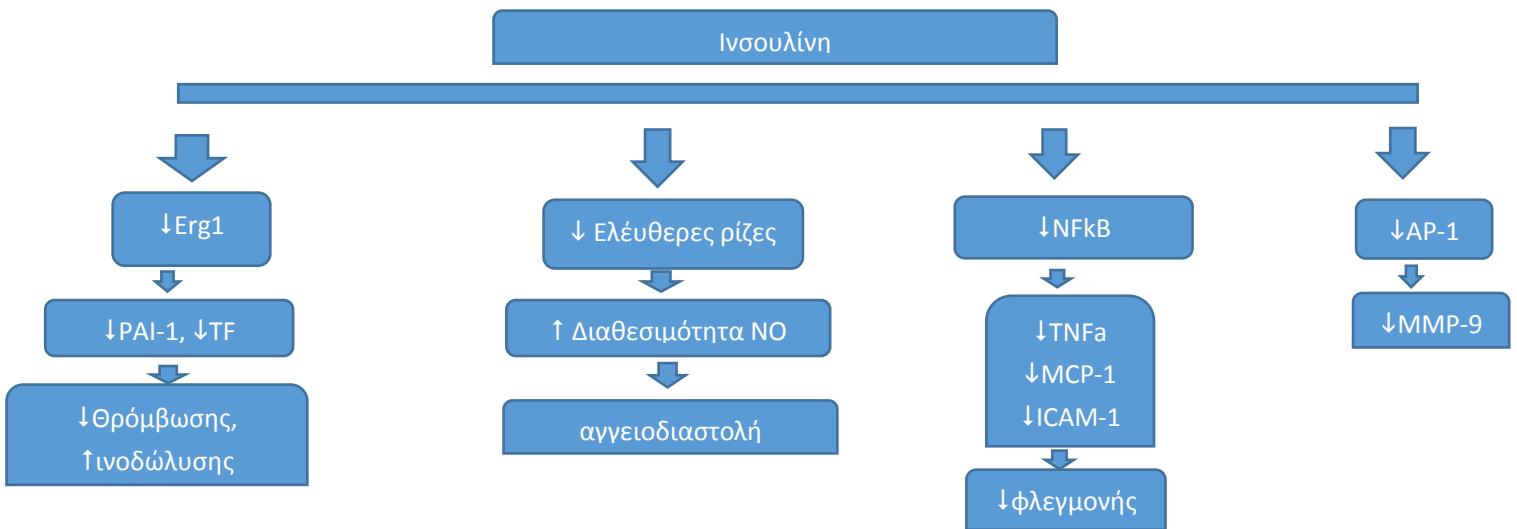 Ινσουλίνη
↓Erg1
↓PAI-1, ↓TF
↓Θρόμβωσης,
↑ινοδώλυσης
↓ Ελέυθερες ρίζες
↑ Διαθεσιμότητα NO
αγγειοδιαστολή
↓NFkB
↓TNFa
↓MCP-1
↓ICAM-1
↓φλεγμονής
↓AP-1
↓MMP-9